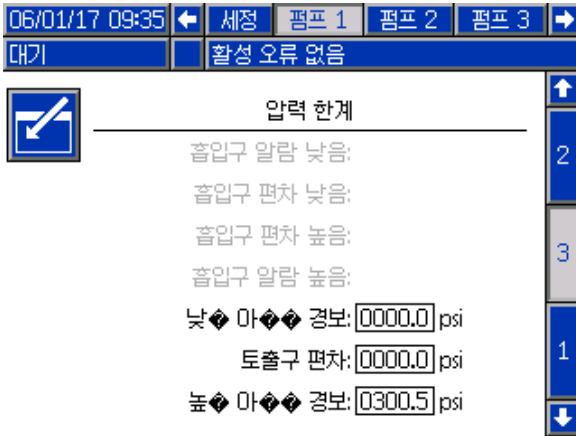 06/01/17 09:35 세정 펌프 1 펌프 2 펌프 3
대기 활성 오류 없음
압력 한계
흡입구 알람 낮음:
흡입구 편차 낮음:
흡입구 편차 높음:
흡입구 알람 높음:
낮� 아�� 경보: 0000.0 psi
토출구 편차: 0000.0 psi
높� 아�� 경보: 0300.5 psi
2
3
1